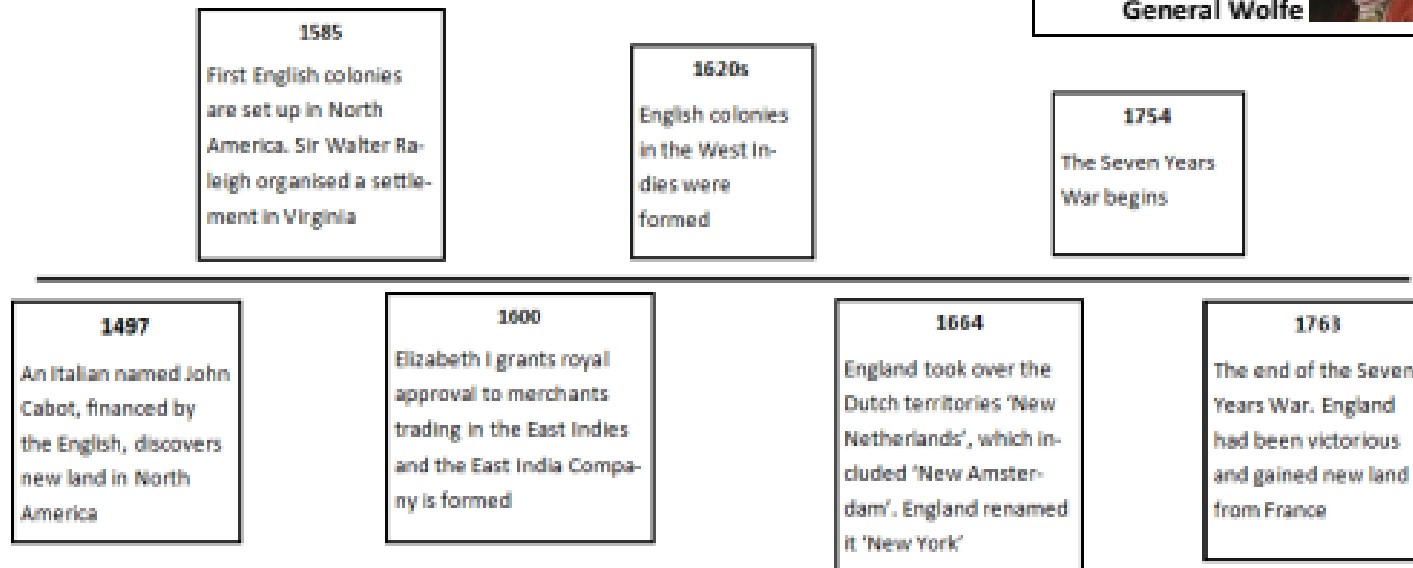 General Wolfe
1585
First English colonies
are set up in North
America. Sir Walter Ra-
leigh organised a settle-
ment in Virginia
1620s
English colonies
in the West In-
dies were
formed
1754
The Seven Years
War begins
1497
An Italian named John
Cabot, financed by
the English, discovers
new land in North
America
1600
Elizabeth I grants royal
approval to merchants
trading in the East Indies
and the East India Compa-
ny is formed
1664
England took over the
Dutch territories 'New
Netherlands', which in-
cluded 'New Amster-
dam'. England renamed
it 'New York'
1763
The end of the Seven
Years War. England
had been victorious
and gained new land
from France